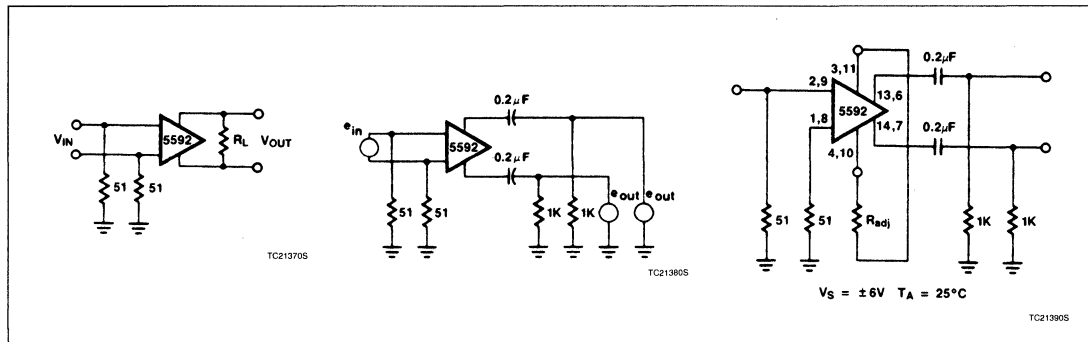 VIN
51
51
5592
RL
VOUT
TC21370S
ein
51
51
5592
0.2μF
0.2μF
1K
1K
eout
eout
TC21380S
2,9
1,8
3,11
5592
4,10
13,6
14,7
0.2μF
0.2μF
51
51
Radj
1K
1K
VS = ±6V TA = 25°C
TC21390S